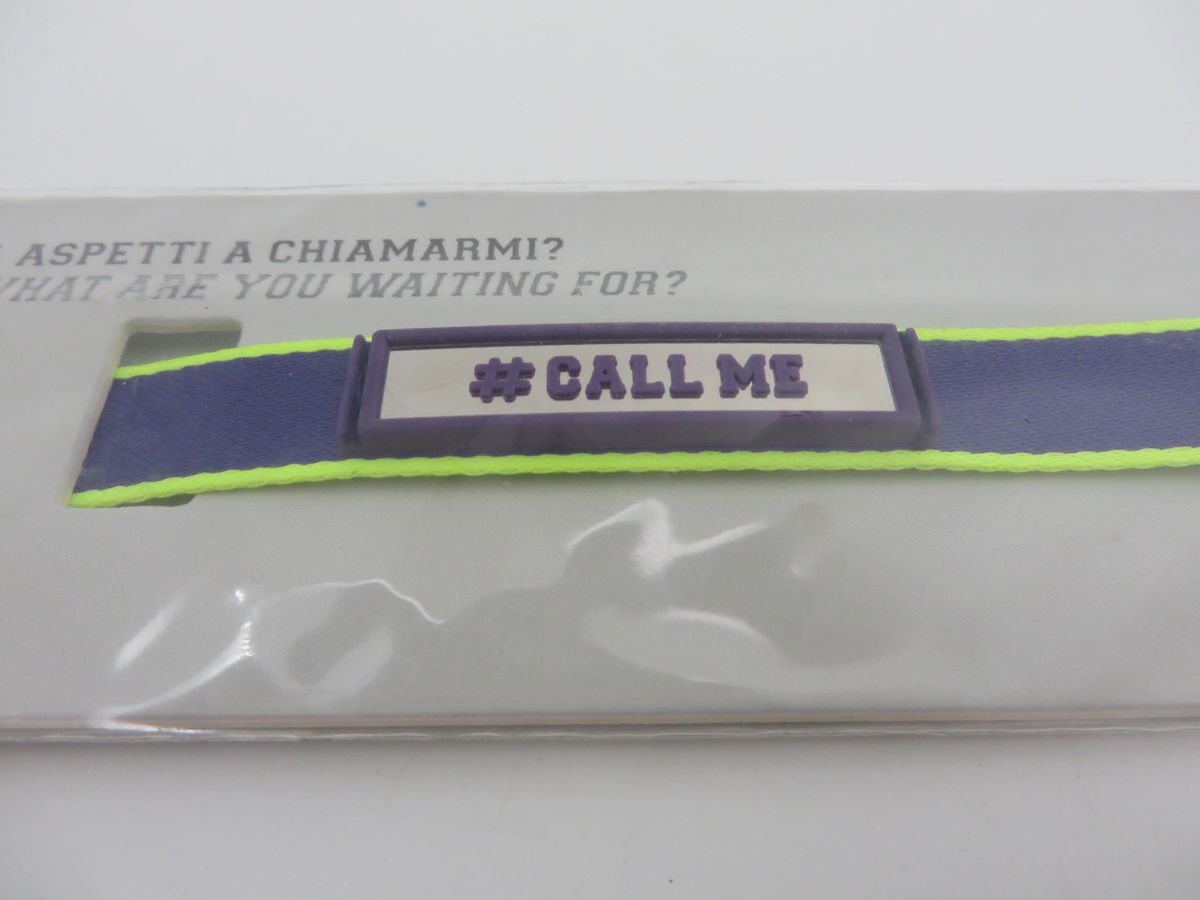 ASPETTI A CHIAMARMI?
WHAT ARE YOU WAITING FOR?
#CALL ME